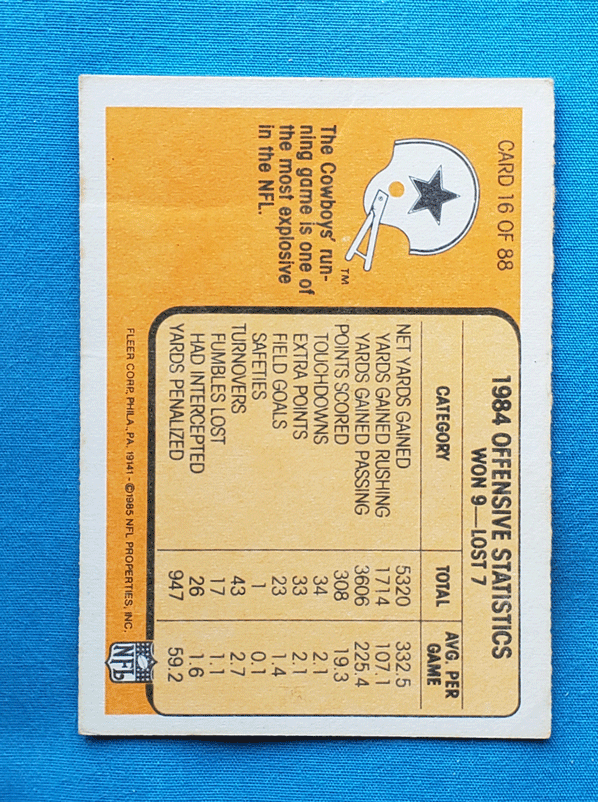 CARD 16 OF 88
TM
The Cowboys' run-
ning game is one of
the most explosive
in the NFL.
1984 OFFENSIVE STATISTICS
WON 9—LOST 7
CATEGORY TOTAL AVG. PER GAME
NET YARDS GAINED 5320 332.5
YARDS GAINED RUSHING 1714 107.1
YARDS GAINED PASSING 3606 225.4
POINTS SCORED 308 19.3
TOUCHDOWNS 34 2.1
EXTRA POINTS 33 2.1
FIELD GOALS 23 1.4
SAFETIES 1 0.1
TURNOVERS 43 2.7
FUMBLES LOST 17 1.1
HAD INTERCEPTED 26 1.6
YARDS PENALIZED 947 59.2
FLEER CORP., PHILA., PA. 19141 - ©1985 NFL PROPERTIES, INC.
NFL